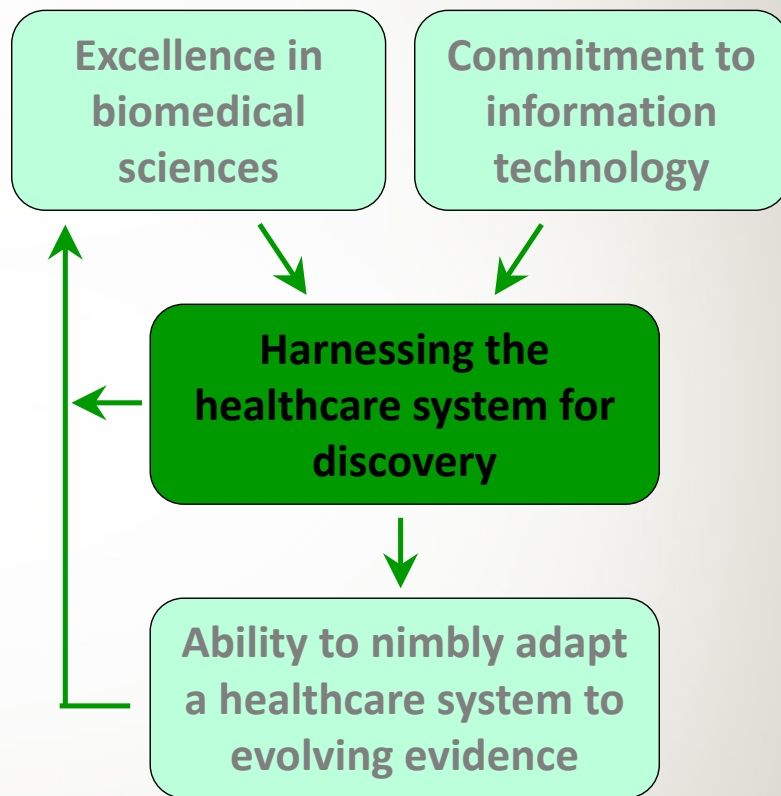 Excellence in
biomedical
sciences
Commitment to
information
technology
Harnessing the
healthcare system for
discovery
Ability to nimbly adapt
a healthcare system to
evolving evidence